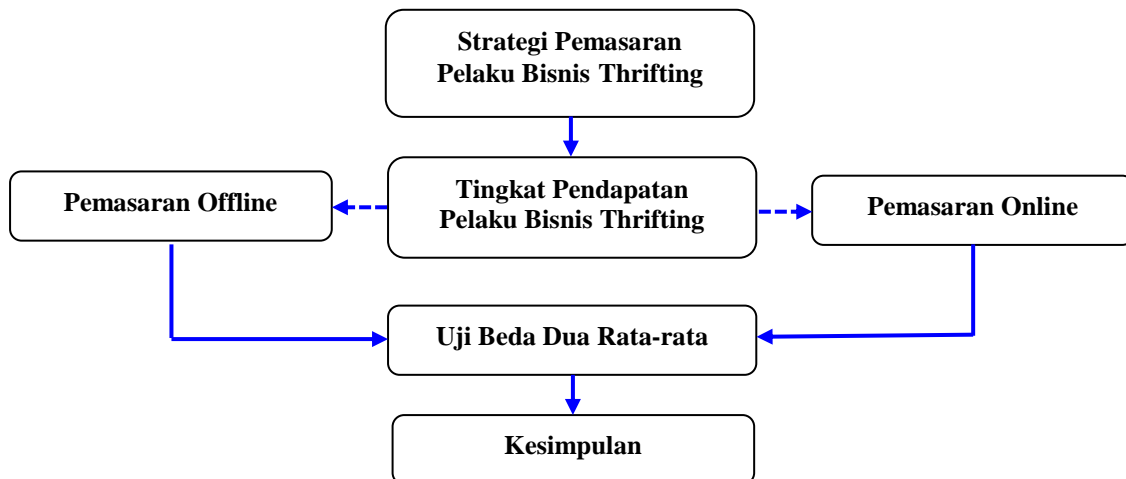 Strategi Pemasaran
Pelaku Bisnis Thrifting
Pemasaran Offline
Tingkat Pendapatan
Pelaku Bisnis Thrifting
Pemasaran Online
Uji Beda Dua Rata-rata
Kesimpulan